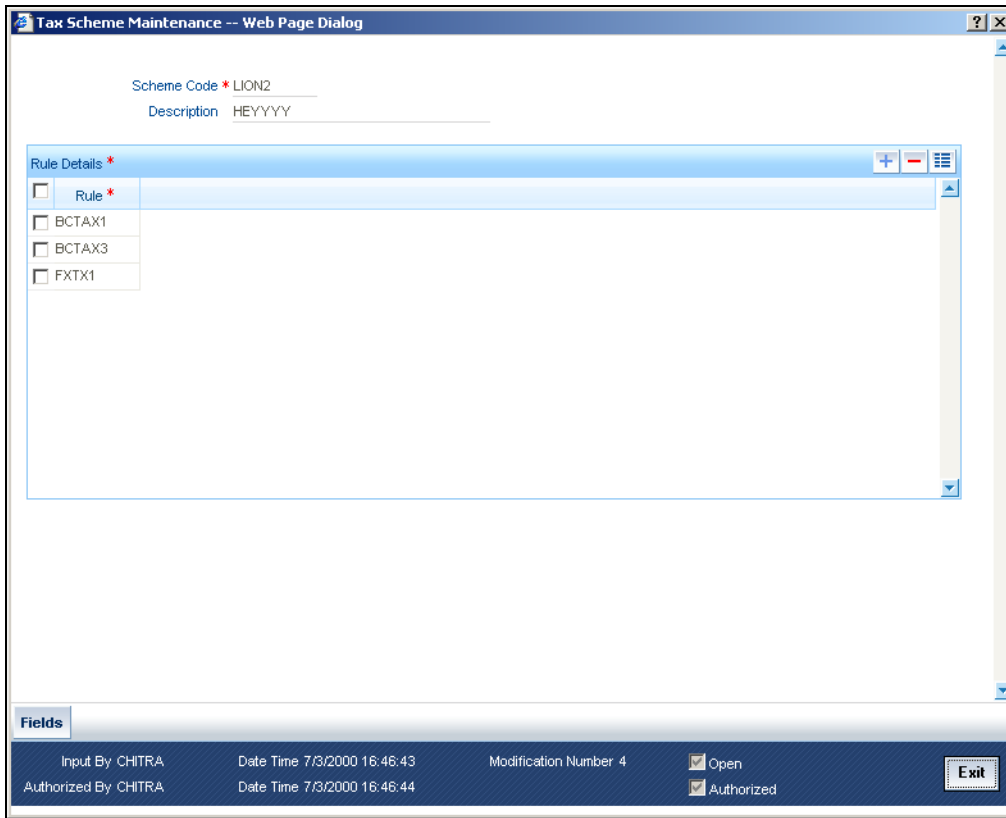 Tax Scheme Maintenance -- Web Page Dialog
Scheme Code * LION2
Description HEYYYY
Rule Details *
Rule *
BCTAX1
BCTAX3
FXTX1
Fields
Input By CHITRA Date Time 7/3/2000 16:46:43 Modification Number 4 Open
Authorized By CHITRA Date Time 7/3/2000 16:46:44 Authorized
Exit